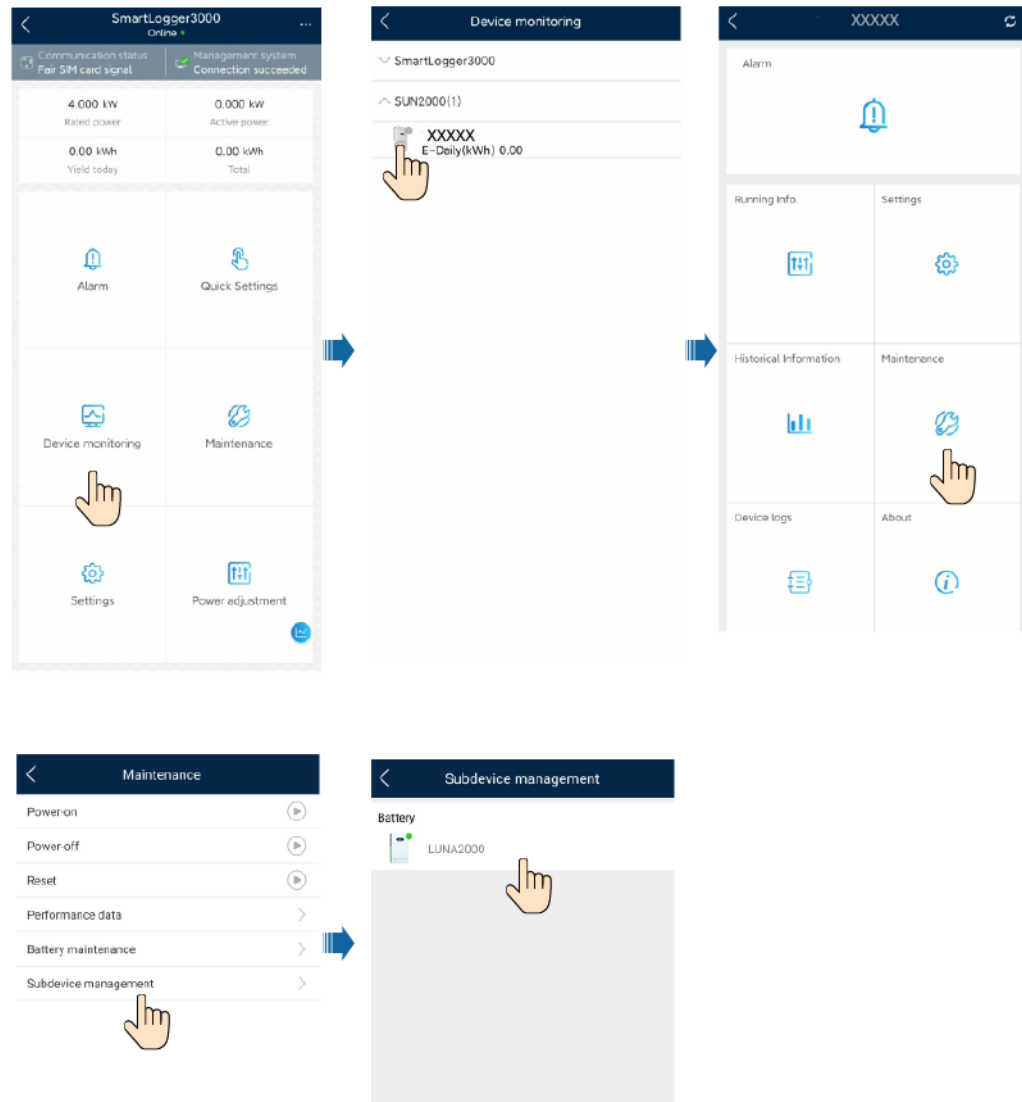 SmartLogger3000
Online
...
Communication status
Fair SIM card signal
Management system
Connection succeeded
4.000 kW
Rated power
0.000 kW
Active power
0.00 kWh
Yield today
0.00 kWh
Total
Alarm
Quick Settings
Device monitoring
Maintenance
Settings
Power adjustment
Device monitoring
SmartLogger3000
SUN2000(1)
XXXXX
E-Daily(kWh) 0.00
XXXXX
Alarm
Running Info.
Settings
Historical Information
Maintenance
Device logs
About
Maintenance
Power-on
Power-off
Reset
Performance data
Battery maintenance
Subdevice management
Subdevice management
Battery
LUNA2000